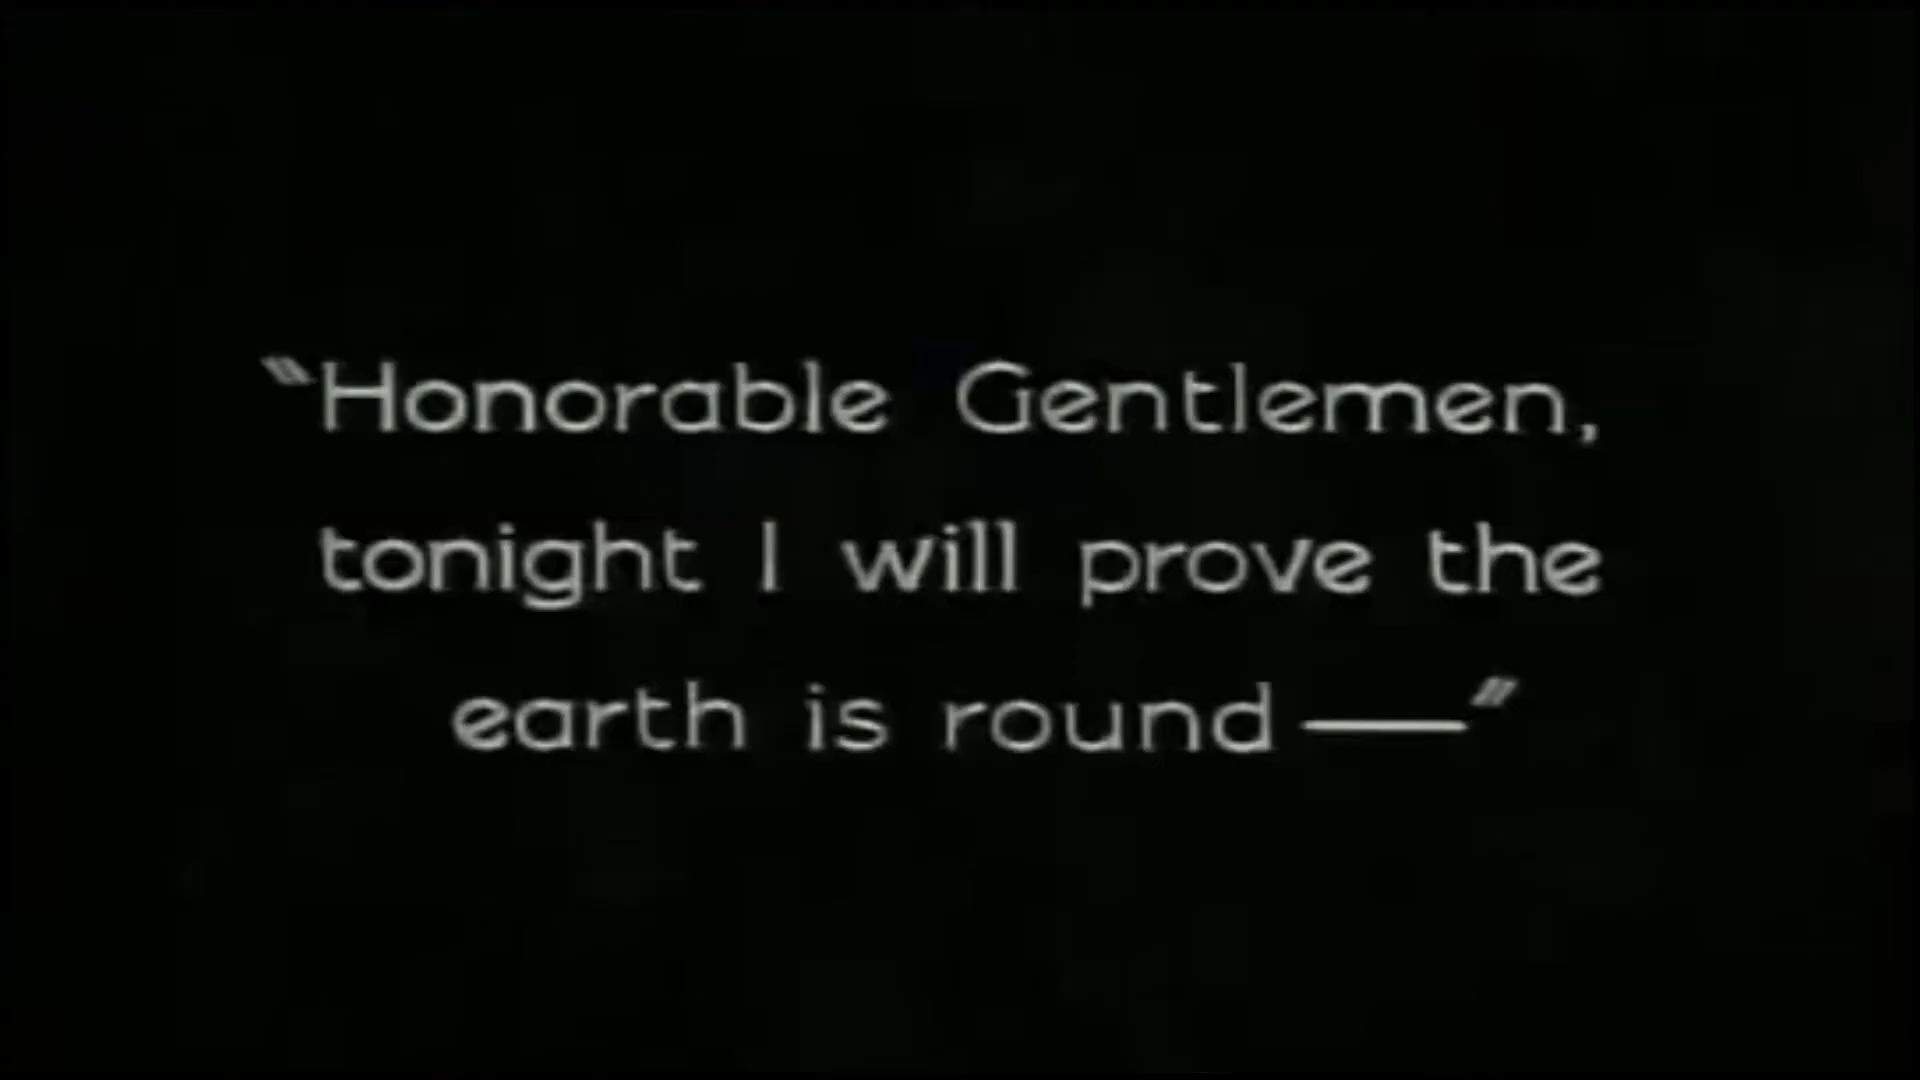 "Honorable Gentlemen,
tonight I will prove the
earth is round—"